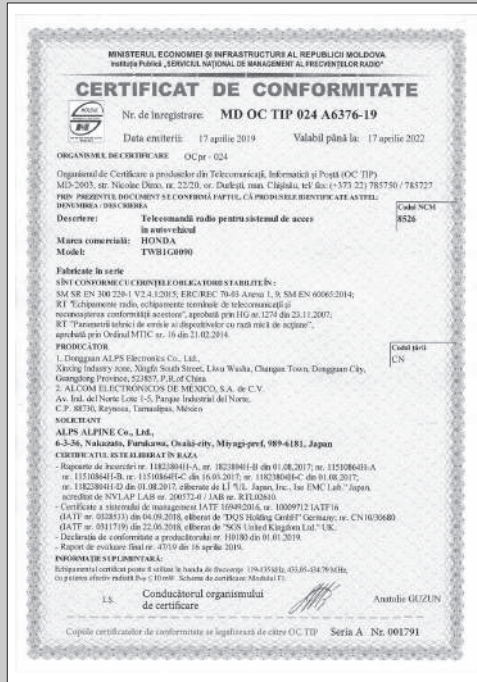 MINISTERUL ECONOMIEI ȘI INFRASTRUCTURII AL REPUBLICII MOLDOVA
Instituția Publică „SERVICIUL NAȚIONAL DE MANAGEMENT AL FRECVENȚELOR RADIO”
CERTIFICAT DE CONFORMITATE
Nr. de înregistrare: MD OC TIP 024 A6376-19
Data emiterii: 17 aprilie 2019 Valabil până la: 17 aprilie 2022
ORGANISMUL DE CERTIFICARE OCpr - 024
Organismul de Certificare a produselor din Telecomunicații, Informatică și Poștă (OC TIP)
MD-2003, str. Nicolae Dimo, nr. 22/20, or. Durlești, mun. Chișinău, tel/ fax: (+373 22) 785750 / 785727
PRIN PREZENTUL DOCUMENT SE CONFIRMĂ FAPTUL, CĂ PRODUSELE IDENTIFICATE ASTFEL:
DENUMIREA / DESCRIEREA Codul NCM
Descriere: Telecomandă radio pentru sistemul de acces 8526
în autovehicul
Marca comercială: HONDA
Model: TWB1G0090
Fabricate în serie
SÎNT CONFORME CU CERINȚELE OBLIGATORII STABILITE ÎN:
SM SR EN 300 220-1 V2.4.1:2015; ERC/REC 70-03 Anexa 1, 9; SM EN 60065:2014;
RT "Echipamente radio, echipamente terminale de telecomunicații și
recunoașterea conformității acestora", aprobată prin HG nr.1274 din 23.11.2007;
RT "Parametrii tehnici de emisie ai dispozitivelor cu rază mică de acțiune",
aprobată prin Ordinul MTIC nr. 16 din 21.02.2014.
PRODUCĂTOR Codul țării
1. Dongguan ALPS Electronics Co., Ltd., CN
Xinxing Industry zone, Xingfa South Street, Liwu Washa, Changan Town, Dongguan City,
Guangdong Province, 523857, P.R.of China
2. ALCOM ELECTRÓNICOS DE MÉXICO, S.A. de C.V.
Av. Ind. del Norte Lote 1-5, Parque Industrial del Norte,
C.P. 88730, Reynosa, Tamaulipas, México
SOLICITANT
ALPS ALPINE Co., Ltd.,
6-3-36, Nakazato, Furukawa, Osaki-city, Miyagi-pref, 989-6181, Japan
CERTIFICATUL ESTE ELIBERAT ÎN BAZA
- Rapoarte de încercări nr. 11823804H-A, nr. 11823804H-B din 01.08.2017; nr. 11510864H-A
nr. 11510864H-B, nr. 11510864H-C din 16.03.2017; nr. 11823804H-C din 01.08.2017;
nr. 11823804H-D din 01.08.2017, eliberate de LÎ "UL Japan, Inc., Ise EMC Lab." Japan,
acreditat de NVLAP LAB nr. 200572-0 / JAB nr. RTL02610.
- Certificate a sistemului de management IATF 16949:2016, nr. 10009712 IATF16
(IATF nr. 0328533) din 04.09.2018, eliberat de "DQS Holding GmbH" Germany; nr. CN10/30680
(IATF nr. 0311719) din 22.06.2018, eliberat de "SGS United Kingdom Ltd." UK.
- Declarația de conformitate a producătorului nr. H0180 din 01.01.2019.
- Raport de evaluare final nr. 47/19 din 16 aprilie 2019.
INFORMAȚIE SUPLIMENTARĂ:
Echipamentul certificat poate fi utilizat în banda de frecvențe
Schema de certificare:
L.S. Conducătorul organismului Anatolie GUZUN
de certificare
Copiile certificatelor de conformitate se legalizează de către OC TIP Seria A Nr. 001791